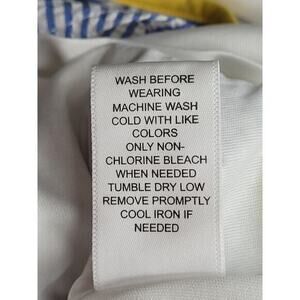 WASH BEFORE
WEARING
MACHINE WASH
COLD WITH LIKE
COLORS
ONLY NON-
CHLORINE BLEACH
WHEN NEEDED
TUMBLE DRY LOW
REMOVE PROMPTLY
COOL IRON IF
NEEDED